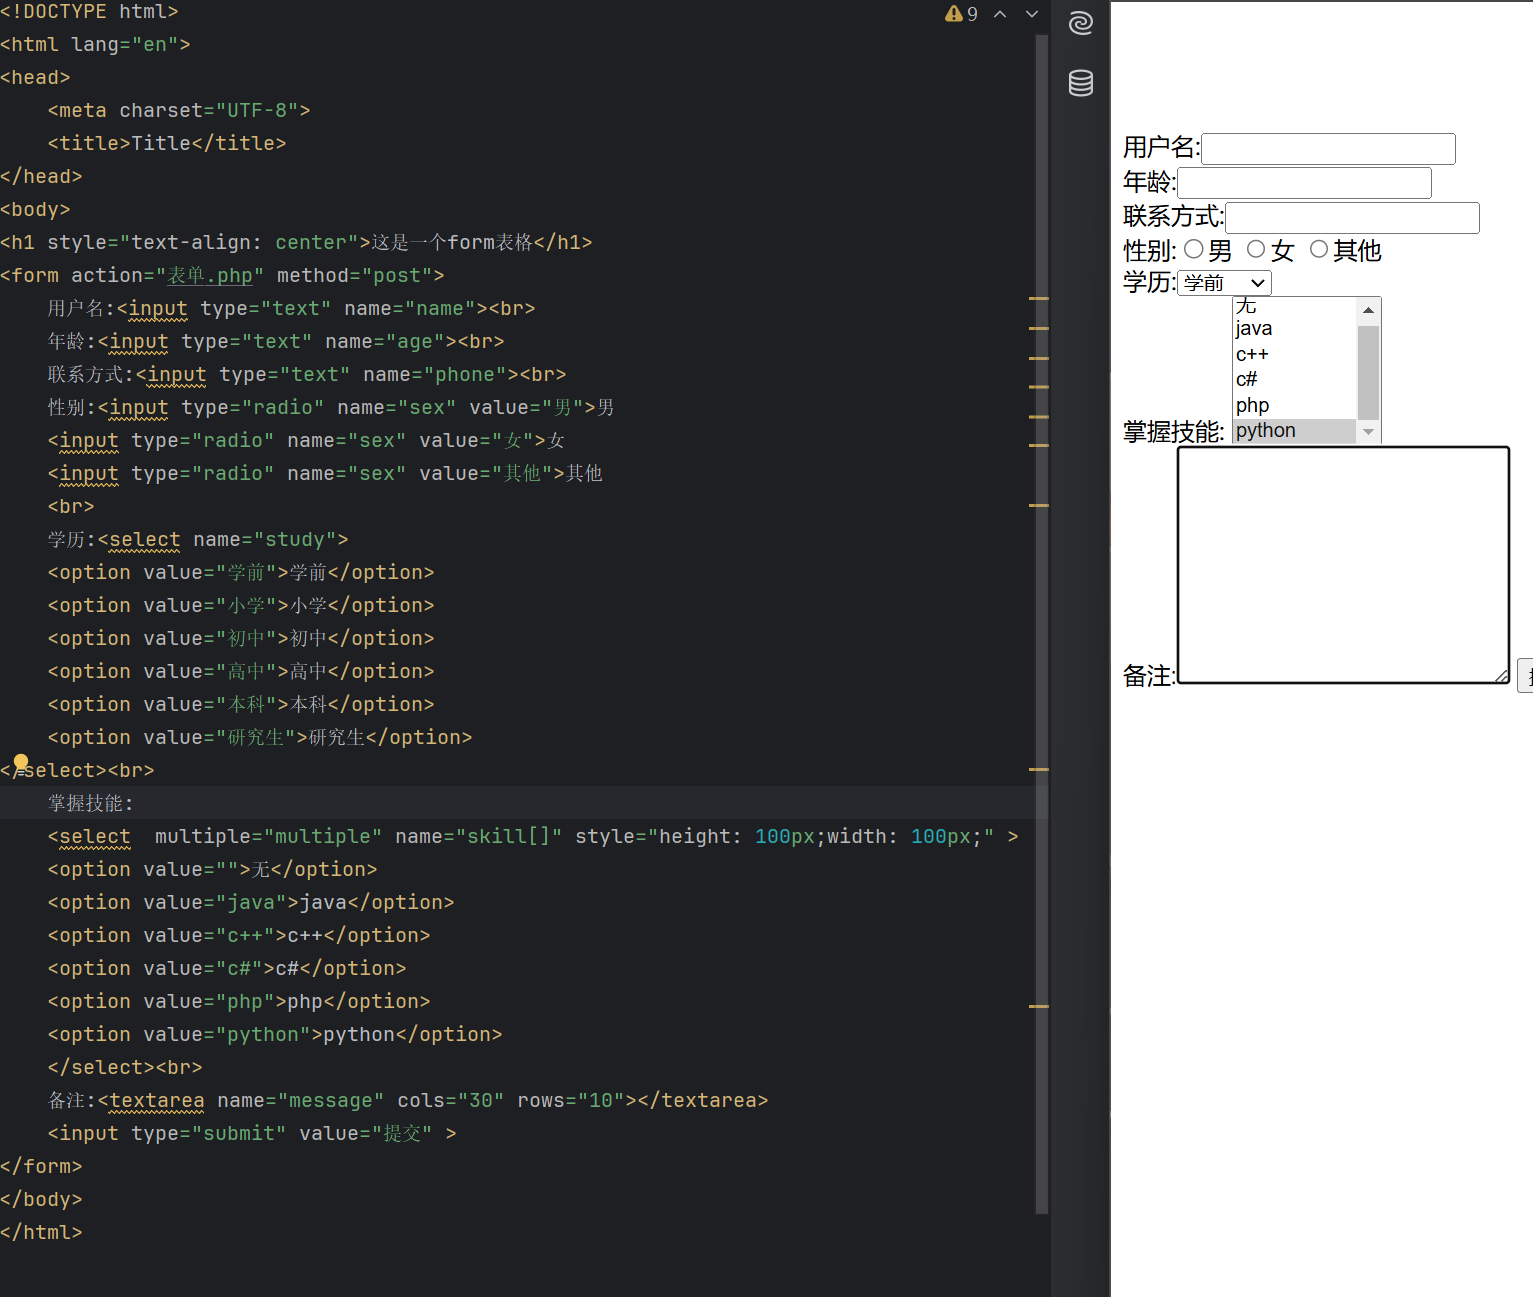 <!DOCTYPE html>
<html lang="en">
<head>
    <meta charset="UTF-8">
    <title>Title</title>
</head>
<body>
<h1 style="text-align: center">这是一个form表格</h1>
<form action="表单.php" method="post">
    用户名:<input type="text" name="name"><br>
    年龄:<input type="text" name="age"><br>
    联系方式:<input type="text" name="phone"><br>
    性别:<input type="radio" name="sex" value="男">男
    <input type="radio" name="sex" value="女">女
    <input type="radio" name="sex" value="其他">其他
    <br>
    学历:<select name="study">
    <option value="学前">学前</option>
    <option value="小学">小学</option>
    <option value="初中">初中</option>
    <option value="高中">高中</option>
    <option value="本科">本科</option>
    <option value="研究生">研究生</option>
</select><br>
    掌握技能:
    <select  multiple="multiple" name="skill[]" style="height: 100px;width: 100px;" >
    <option value="">无</option>
    <option value="java">java</option>
    <option value="c++">c++</option>
    <option value="c#">c#</option>
    <option value="php">php</option>
    <option value="python">python</option>
    </select><br>
    备注:<textarea name="message" cols="30" rows="10"></textarea>
    <input type="submit" value="提交" >
</form>
</body>
</html>
9
用户名:
年龄:
联系方式:
性别: 男 女 其他
学历: 学前
无
java
c++
c#
php
掌握技能: python
备注: